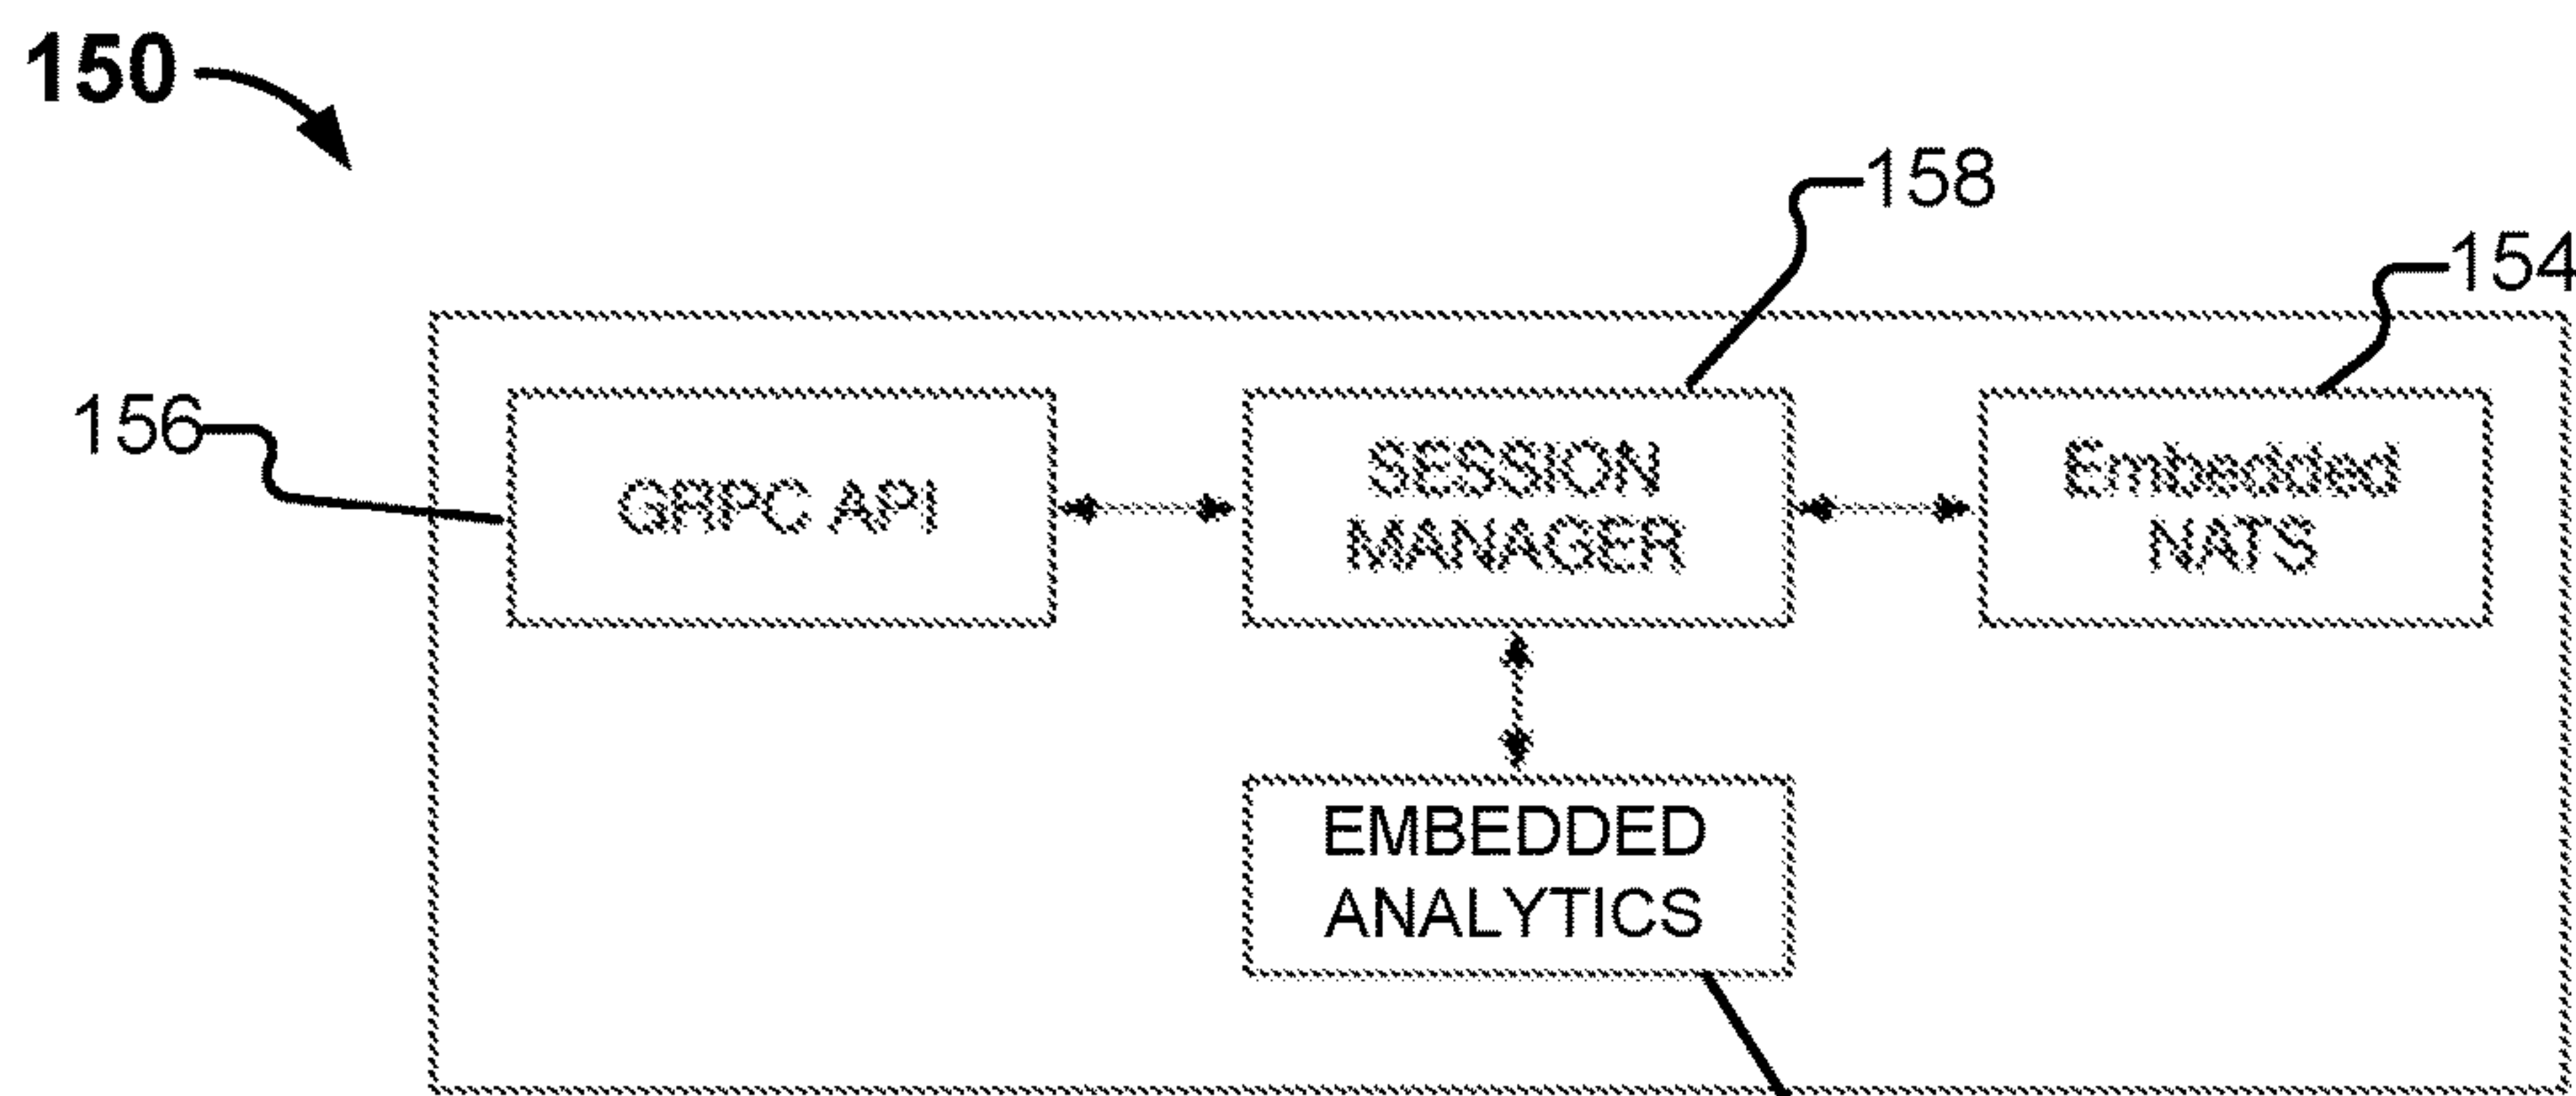 150
158
154
156
GRPC API
SESSION
MANAGER
Embedded
NATS
EMBEDDED
ANALYTICS